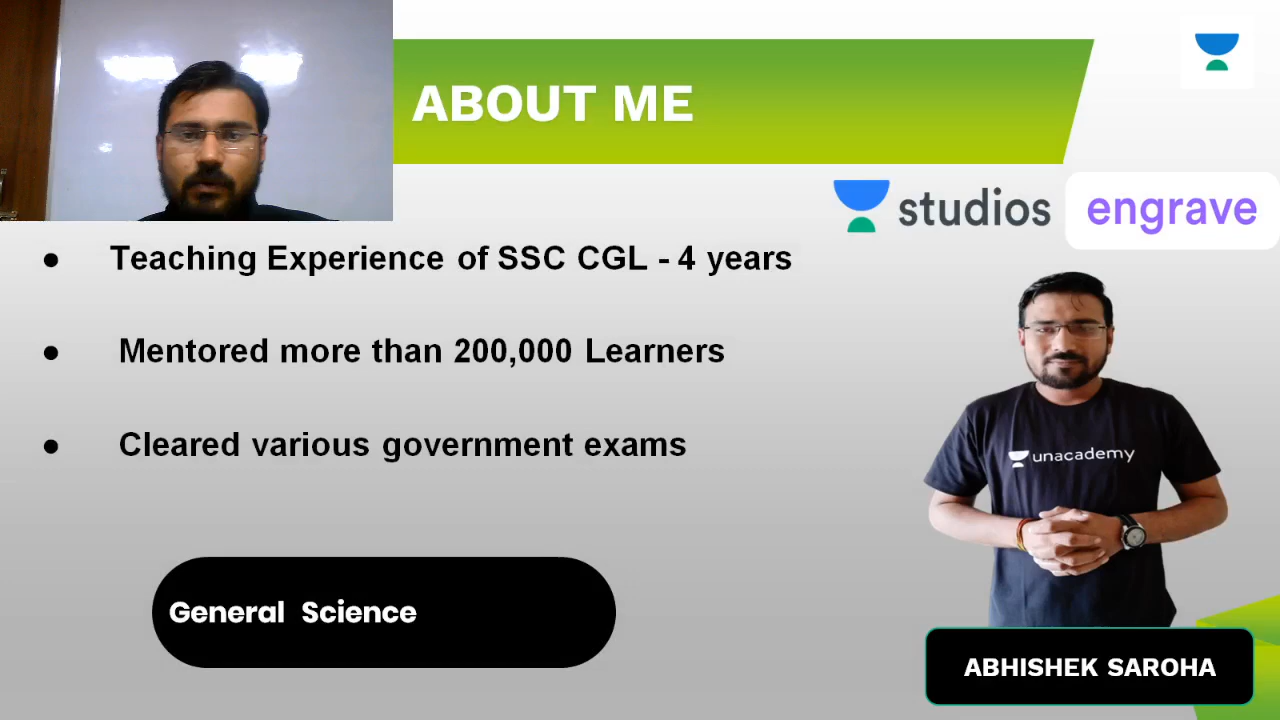 ABOUT ME
studios
engrave
● Teaching Experience of SSC CGL - 4 years
● Mentored more than 200,000 Learners
● Cleared various government exams
unacademy
General Science
ABHISHEK SAROHA